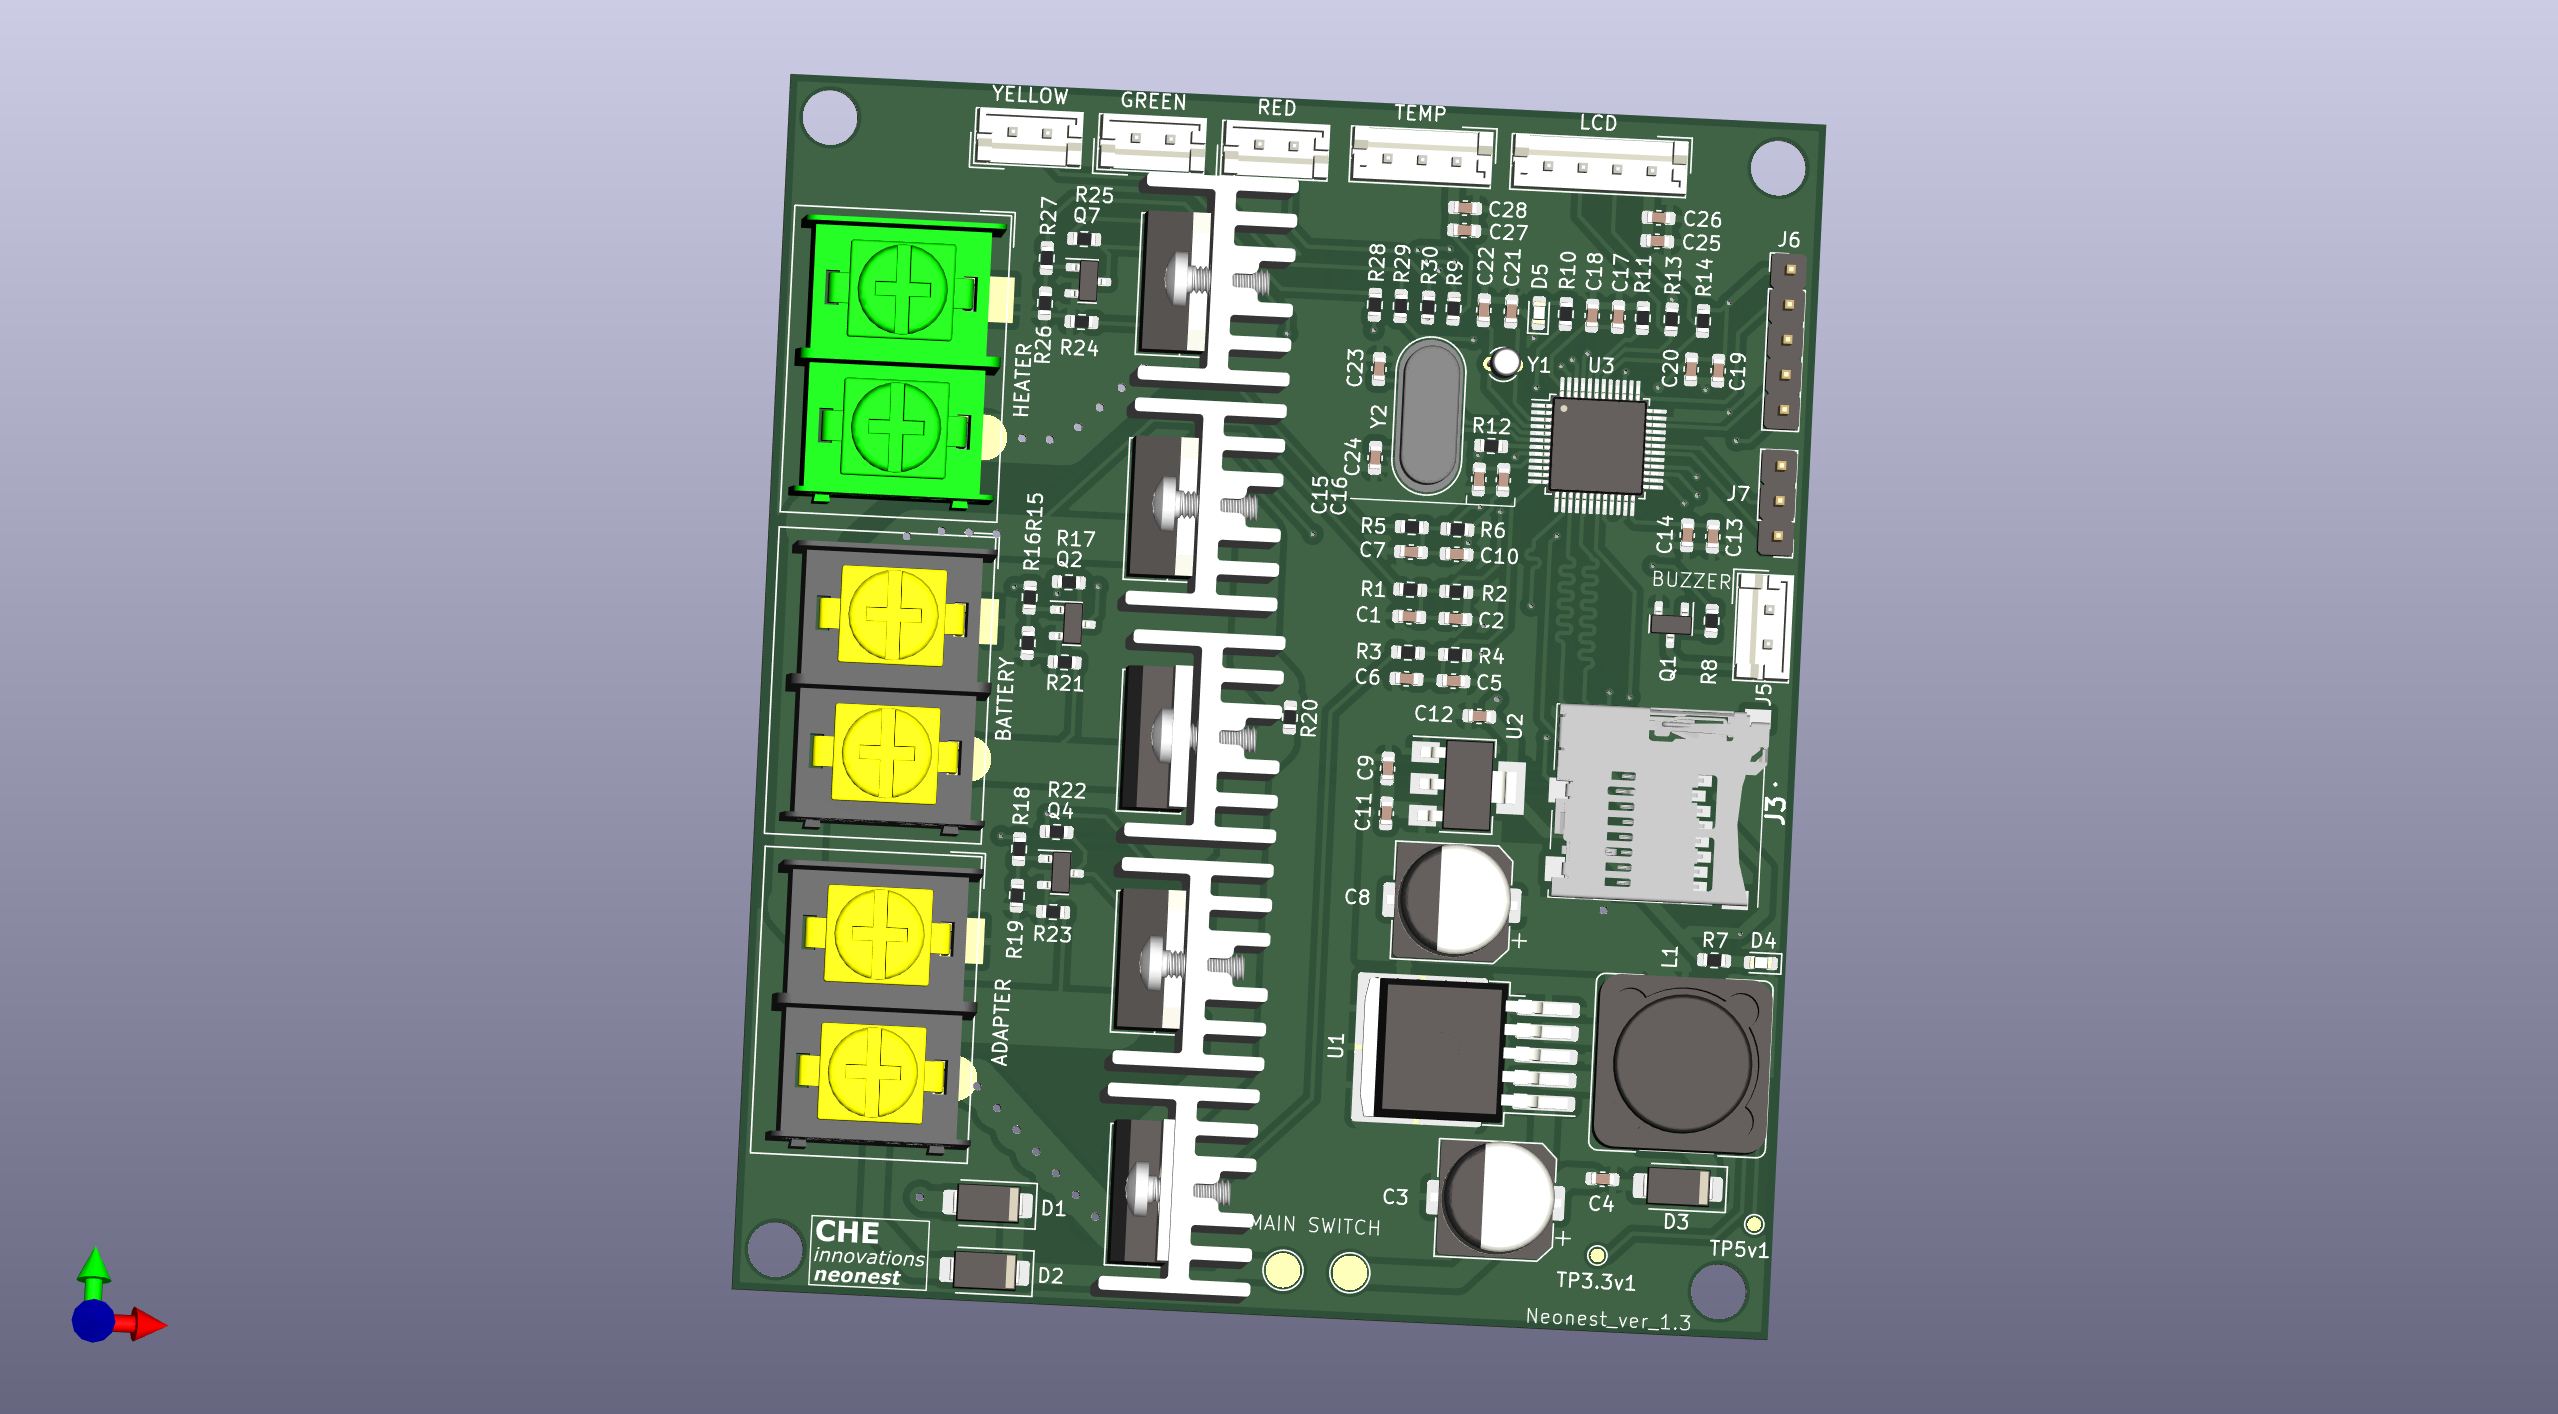 YELLOW
GREEN
RED
TEMP
LCD
R25
Q7
R27
R26
R24
HEATER
C28
C27
C26
C25
J6
R28
R29
R30
R9
C22
C21
D5
R10
C18
C17
R11
R13
R14
C23
Y1
U3
C20
C19
Y2
R12
C24
C15
C16
J7
C14
C13
R16
R15
R17
Q2
R21
BATTERY
R5
R6
C7
C10
R1
R2
C1
C2
R3
R4
C6
C5
BUZZER
Q1
R8
J5
R20
C12
U2
C9
C11
J3
R18
R22
Q4
R19
R23
ADAPTER
C8
+
L1
R7
D4
U1
C3
+
C4
D3
TP5v1
TP3.3v1
MAIN SWITCH
D1
D2
CHE
innovations
neonest
Neonest_ver_1.3